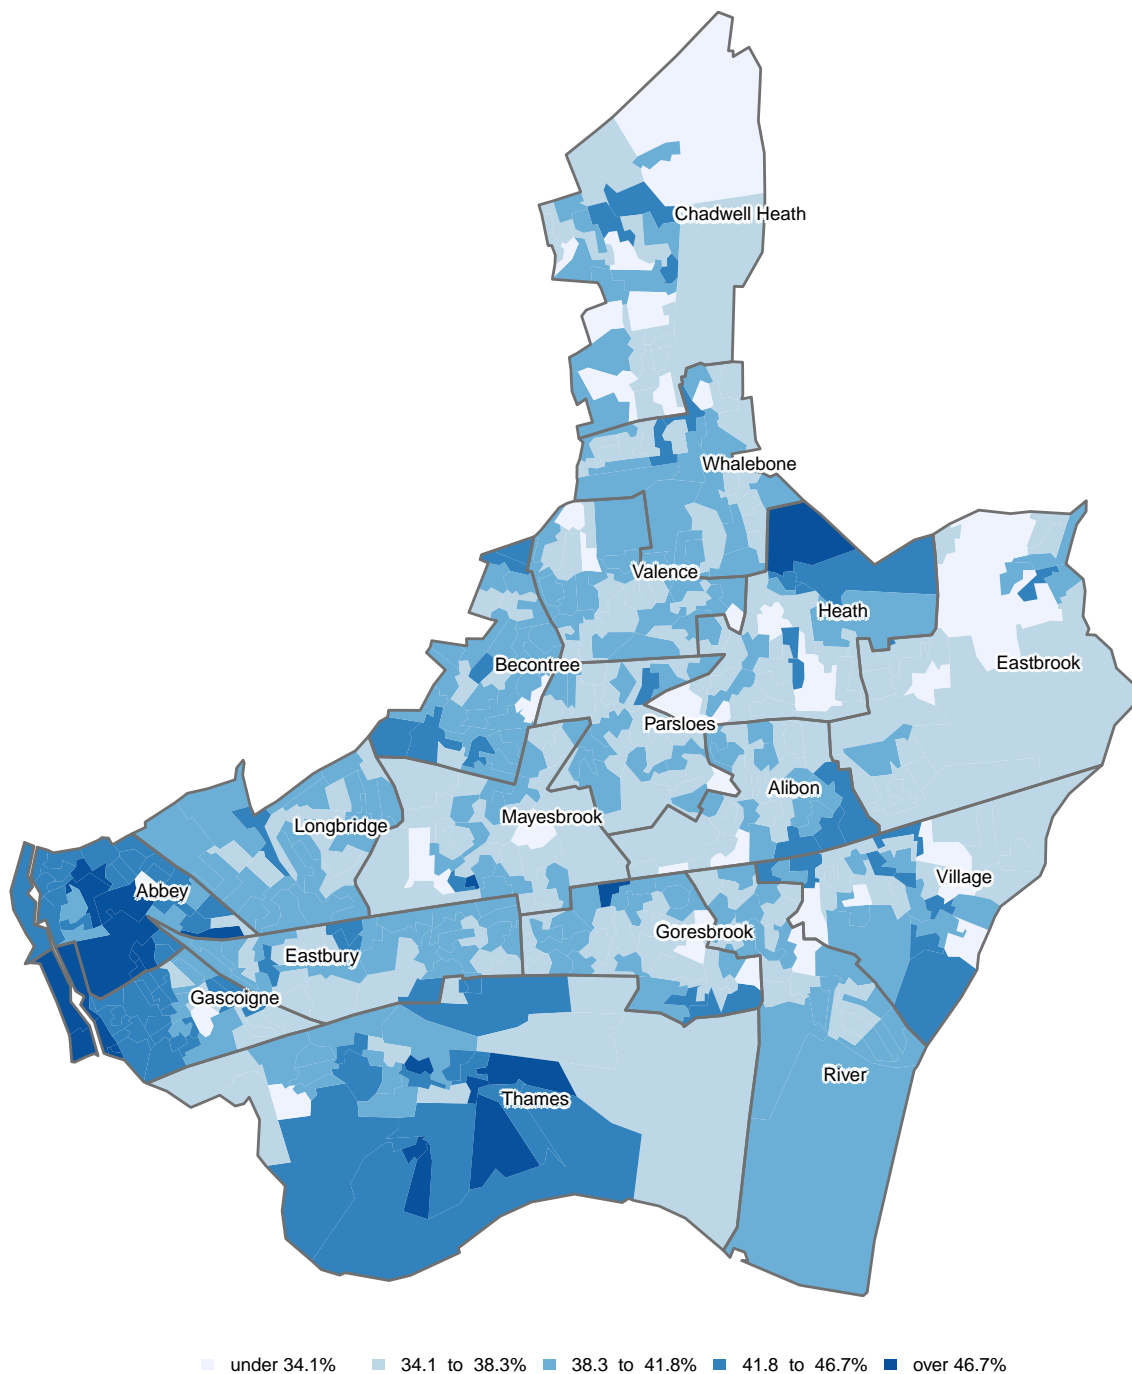 Chadwell Heath
Whalebone
Valence
Heath
Becontree
Eastbrook
Parsloes
Alibon
Mayesbrook
Longbridge
Village
Abbey
Goresbrook
Eastbury
Gascoigne
River
Thames
under 34.1% 34.1 to 38.3% 38.3 to 41.8% 41.8 to 46.7% over 46.7%